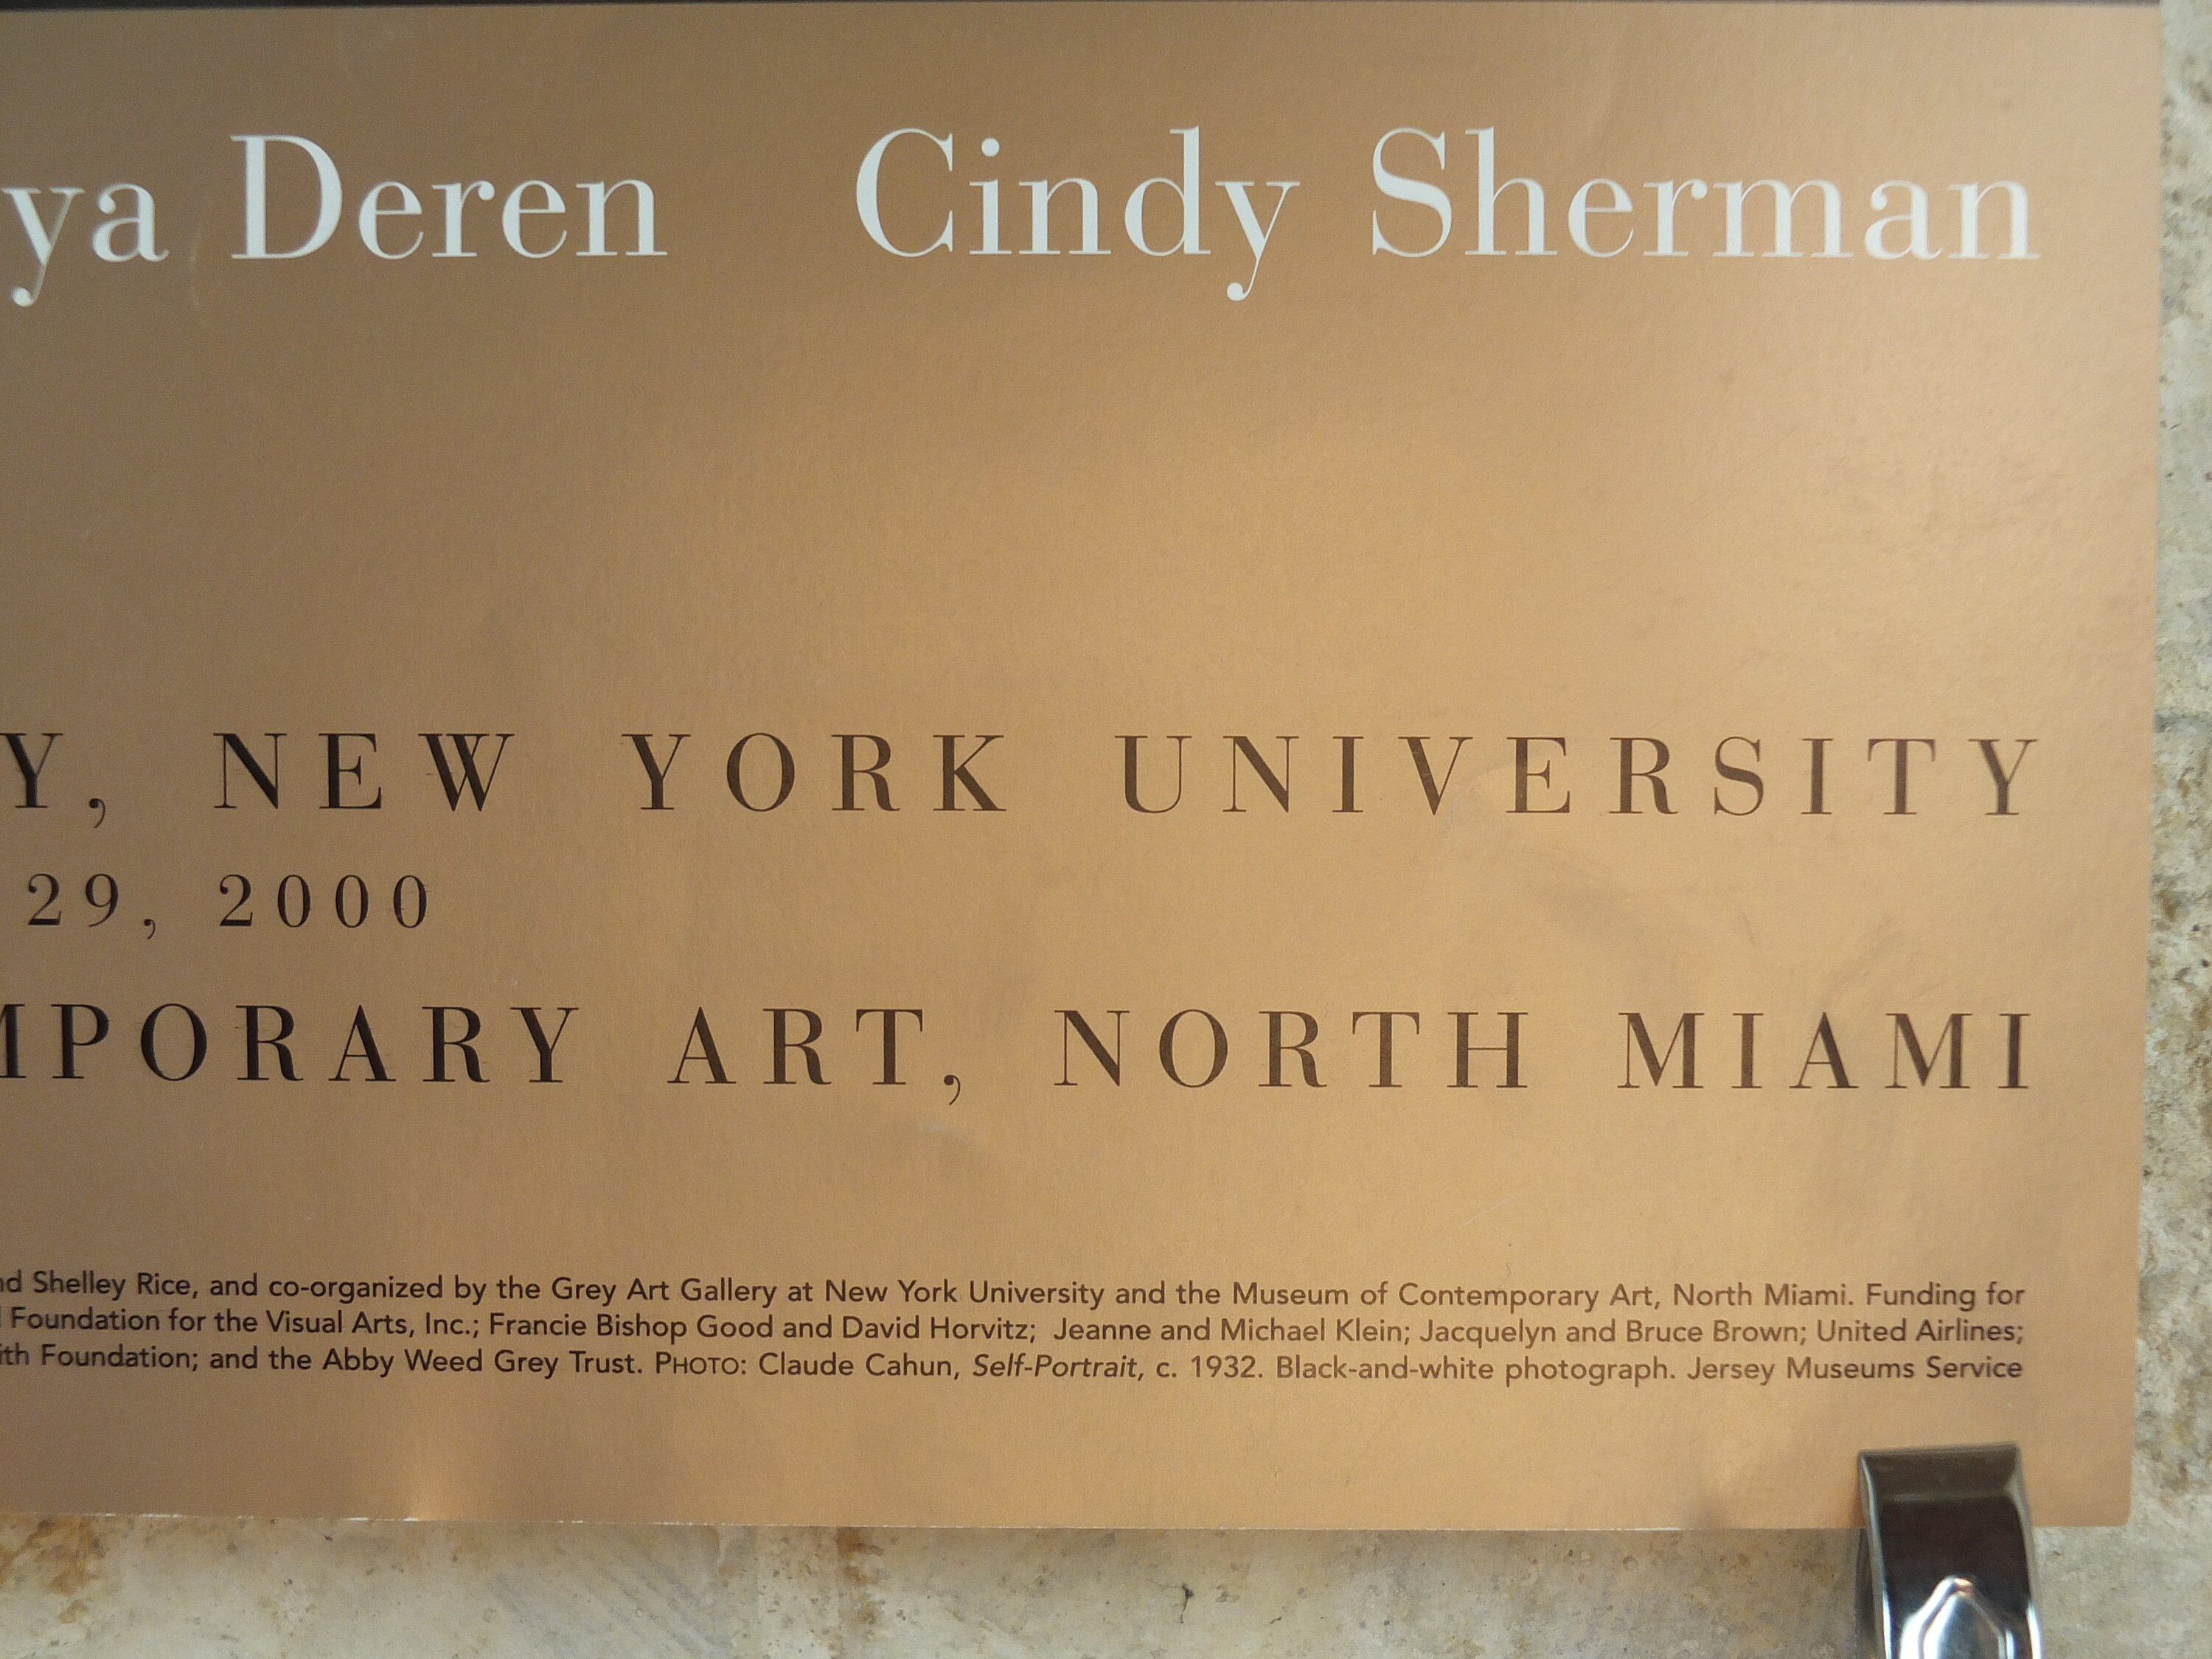 ya Deren Cindy Sherman
Y, NEW YORK UNIVERSITY
29, 2000
MPORARY ART, NORTH MIAMI
nd Shelley Rice, and co-organized by the Grey Art Gallery at New York University and the Museum of Contemporary Art, North Miami. Funding for
Foundation for the Visual Arts, Inc.; Francie Bishop Good and David Horvitz; Jeanne and Michael Klein; Jacquelyn and Bruce Brown; United Airlines;
ith Foundation; and the Abby Weed Grey Trust. PHOTO: Claude Cahun, Self-Portrait, c. 1932. Black-and-white photograph. Jersey Museums Service